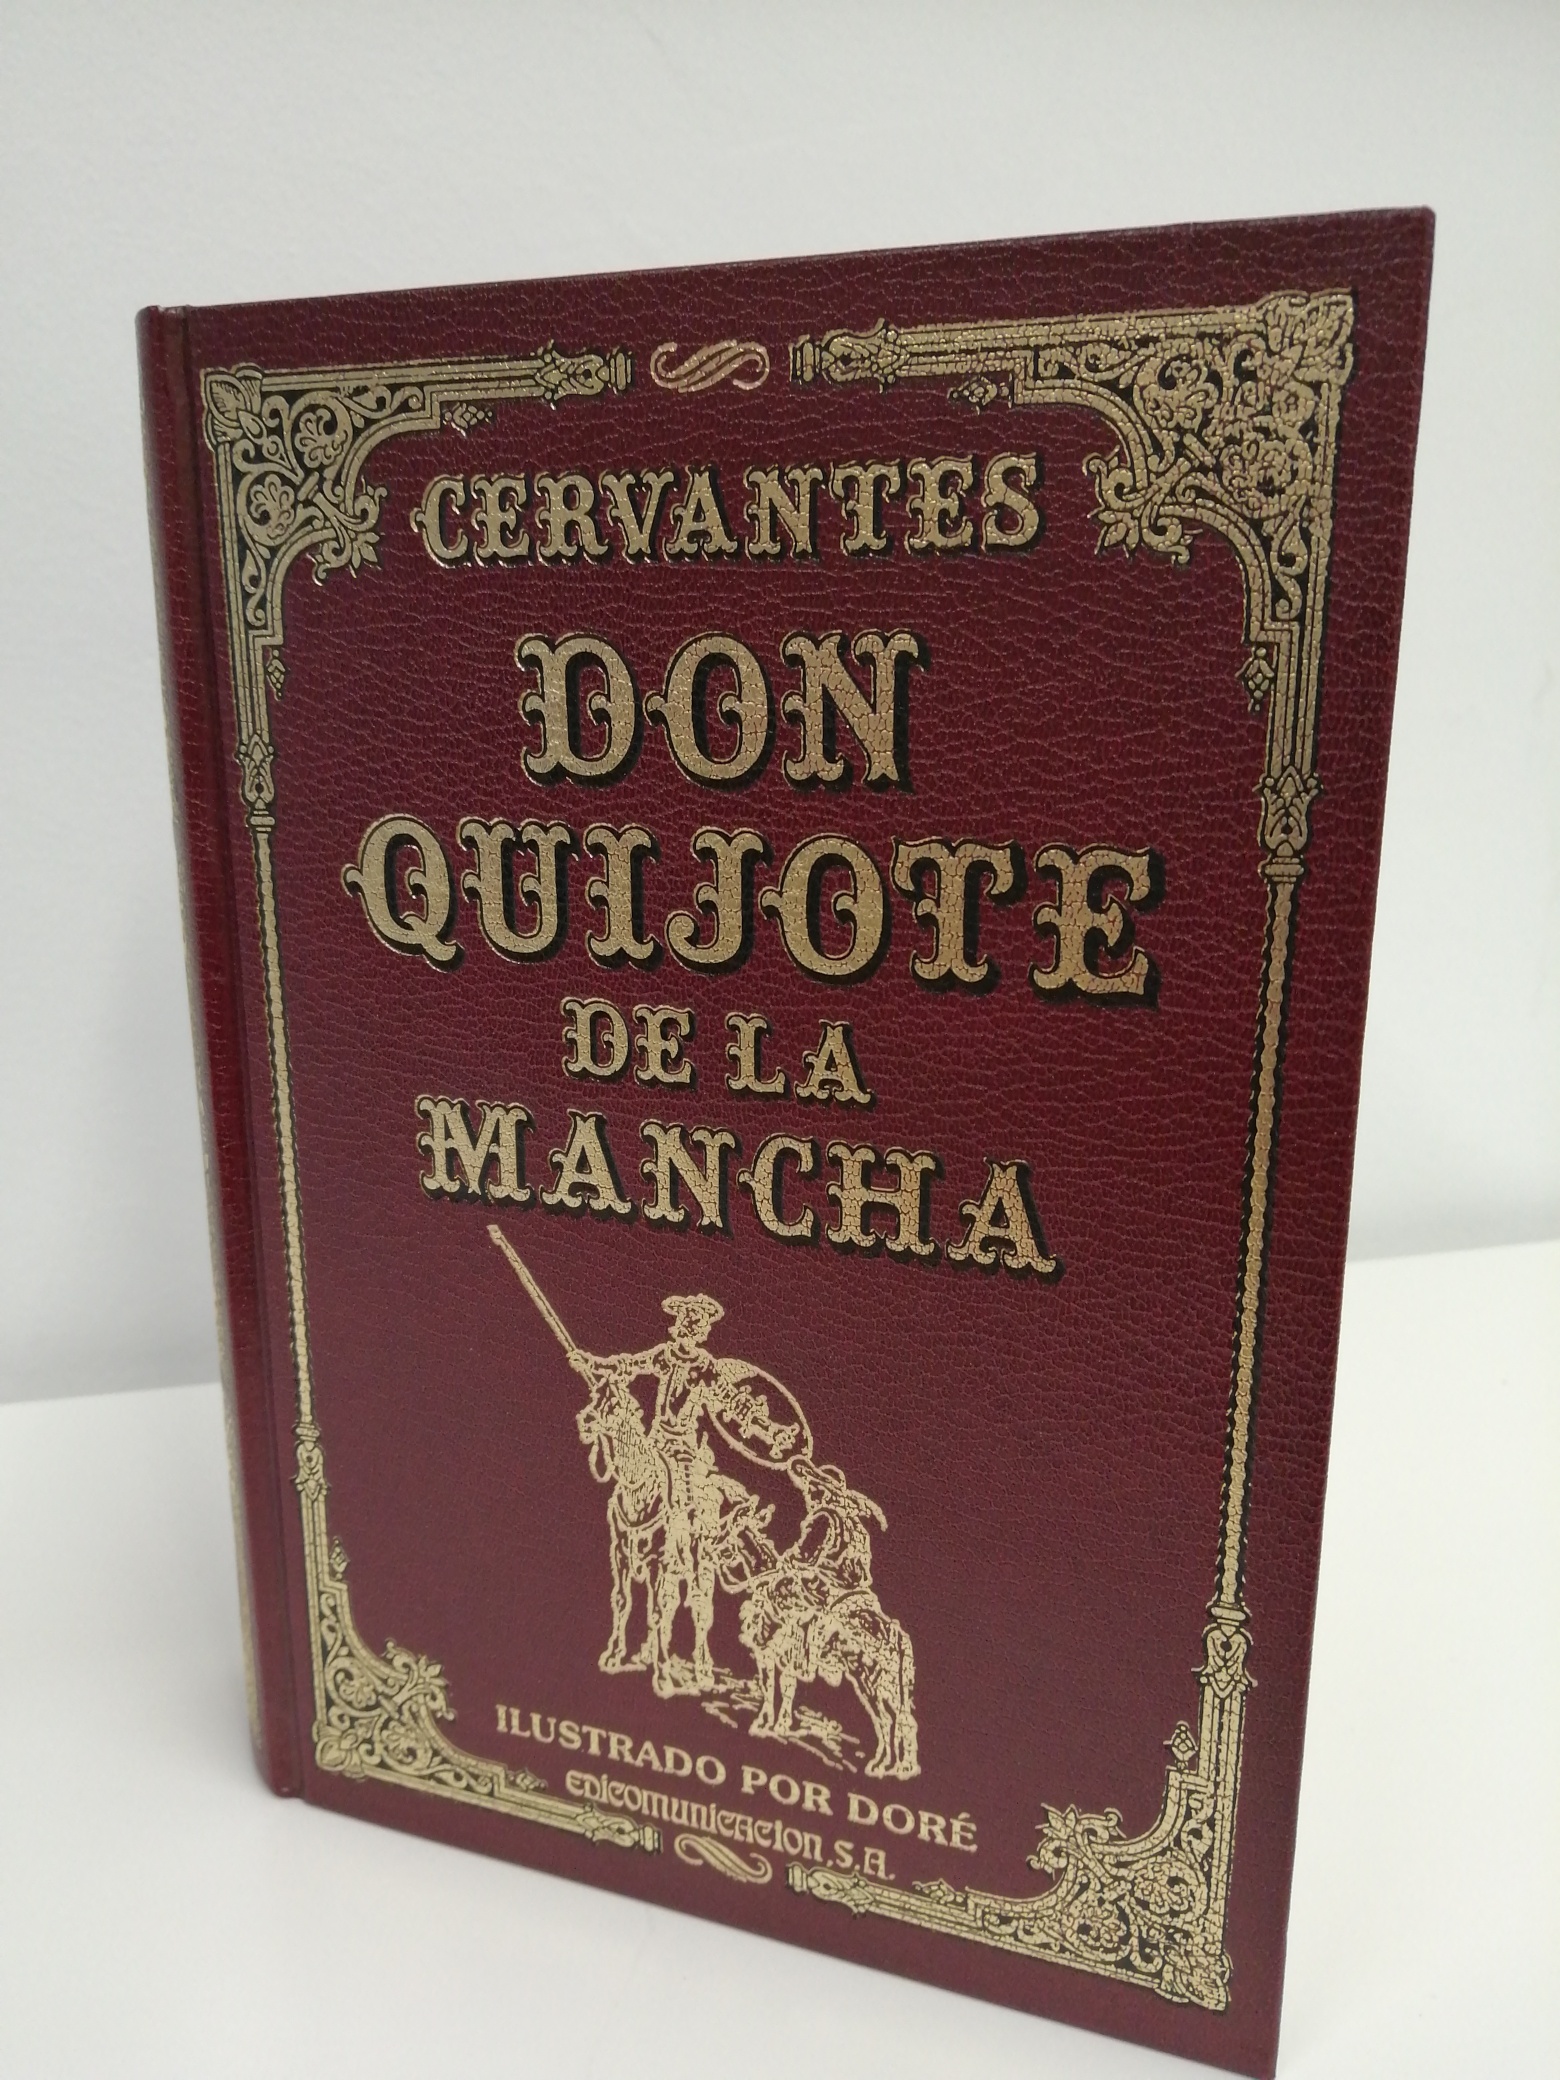 CERVANTES
DON
QUIJOTE
DE LA
MANCHA
ILUSTRADO POR DORÉ
EDICOMUNICACION, S.A.